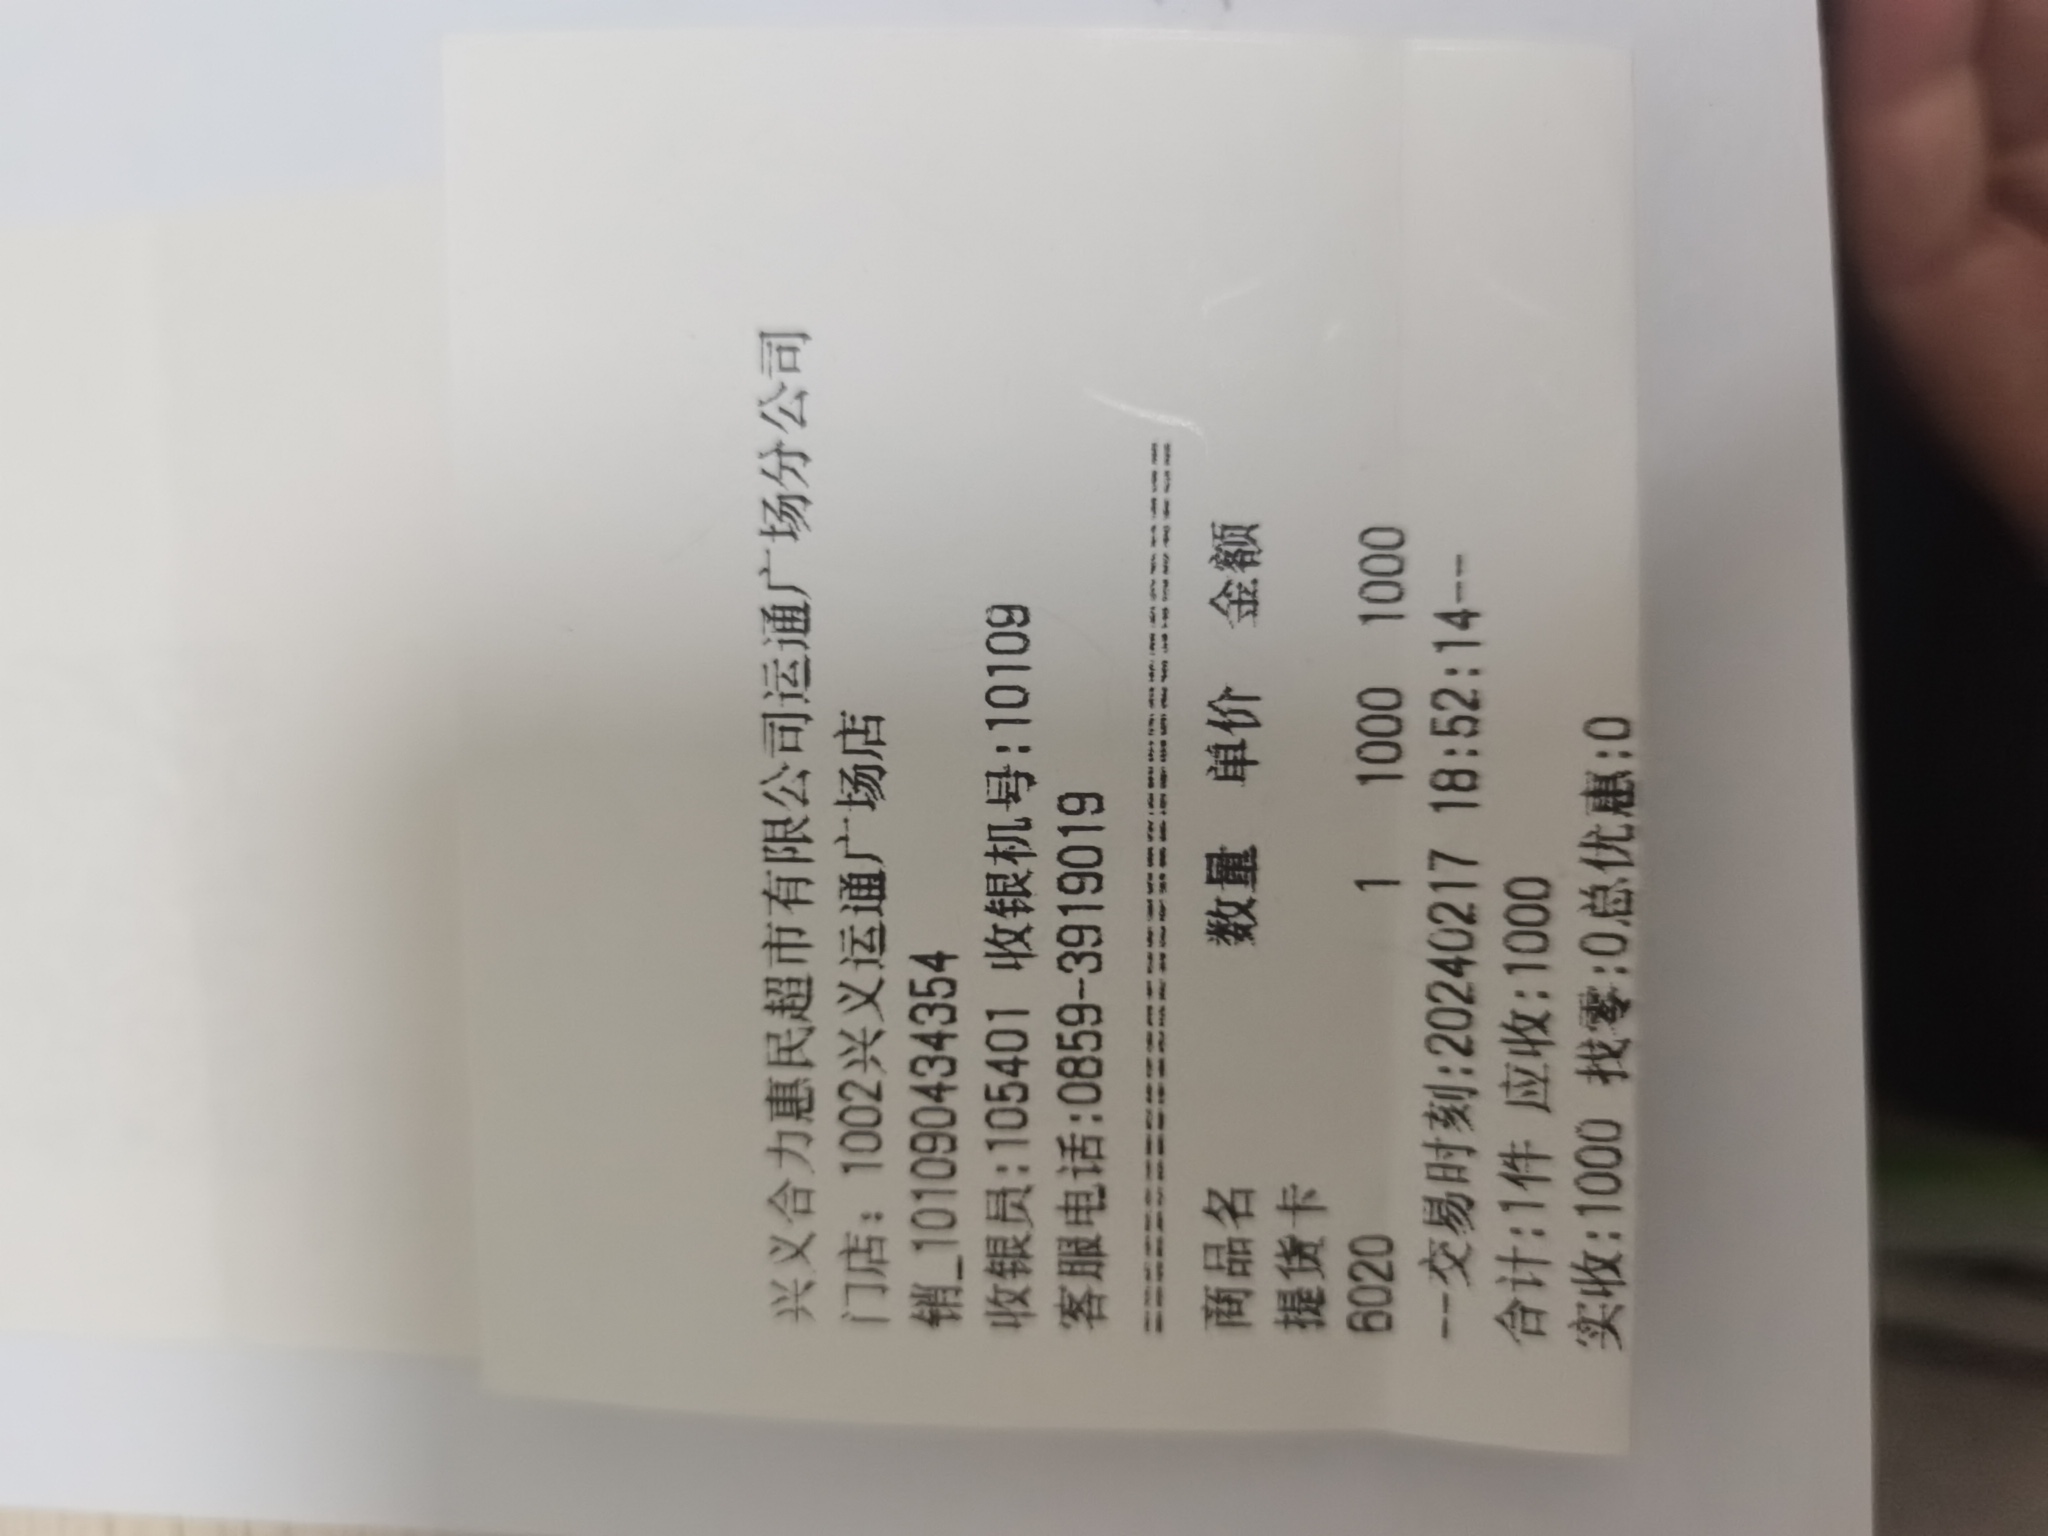 兴义合力惠民超市有限公司运通广场分公司
门店：1002兴义运通广场店
销_1010904344354
收银员:105401 收银机号:10109
客服电话:0859-3919019
================================
商品名 数量 单价 金额
提货卡
6020 1 1000 1000
--交易时刻:20240217 18:52:14--
合计:1件 应收:1000
实收:1000 找零:0总优惠:0